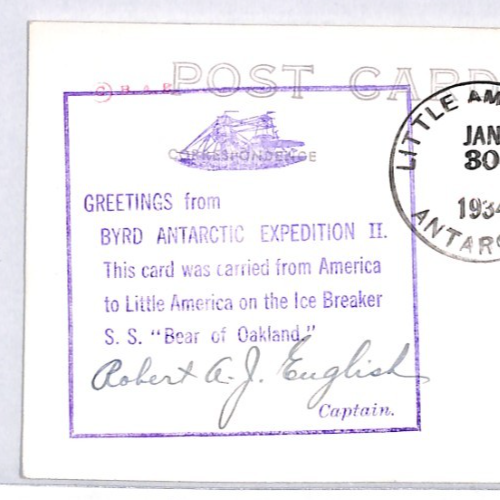 POST CARD
CORRESPONDENCE
GREETINGS from
BYRD ANTARCTIC EXPEDITION II.
This card was carried from America
to Little America on the Ice Breaker
S. S. "Bear of Oakland."
Robert A. J. English
Captain.
LITTLE AM
JAN
30
1934
ANTARC